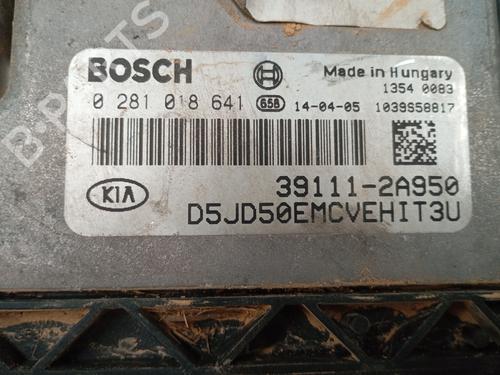 BOSCH
Made in Hungary
1354 0083
0 281 018 641 658 14-04-05 1039S58817
KIA
39111-2A950
D5JD50EMCVEHIT3U
B-PARTS